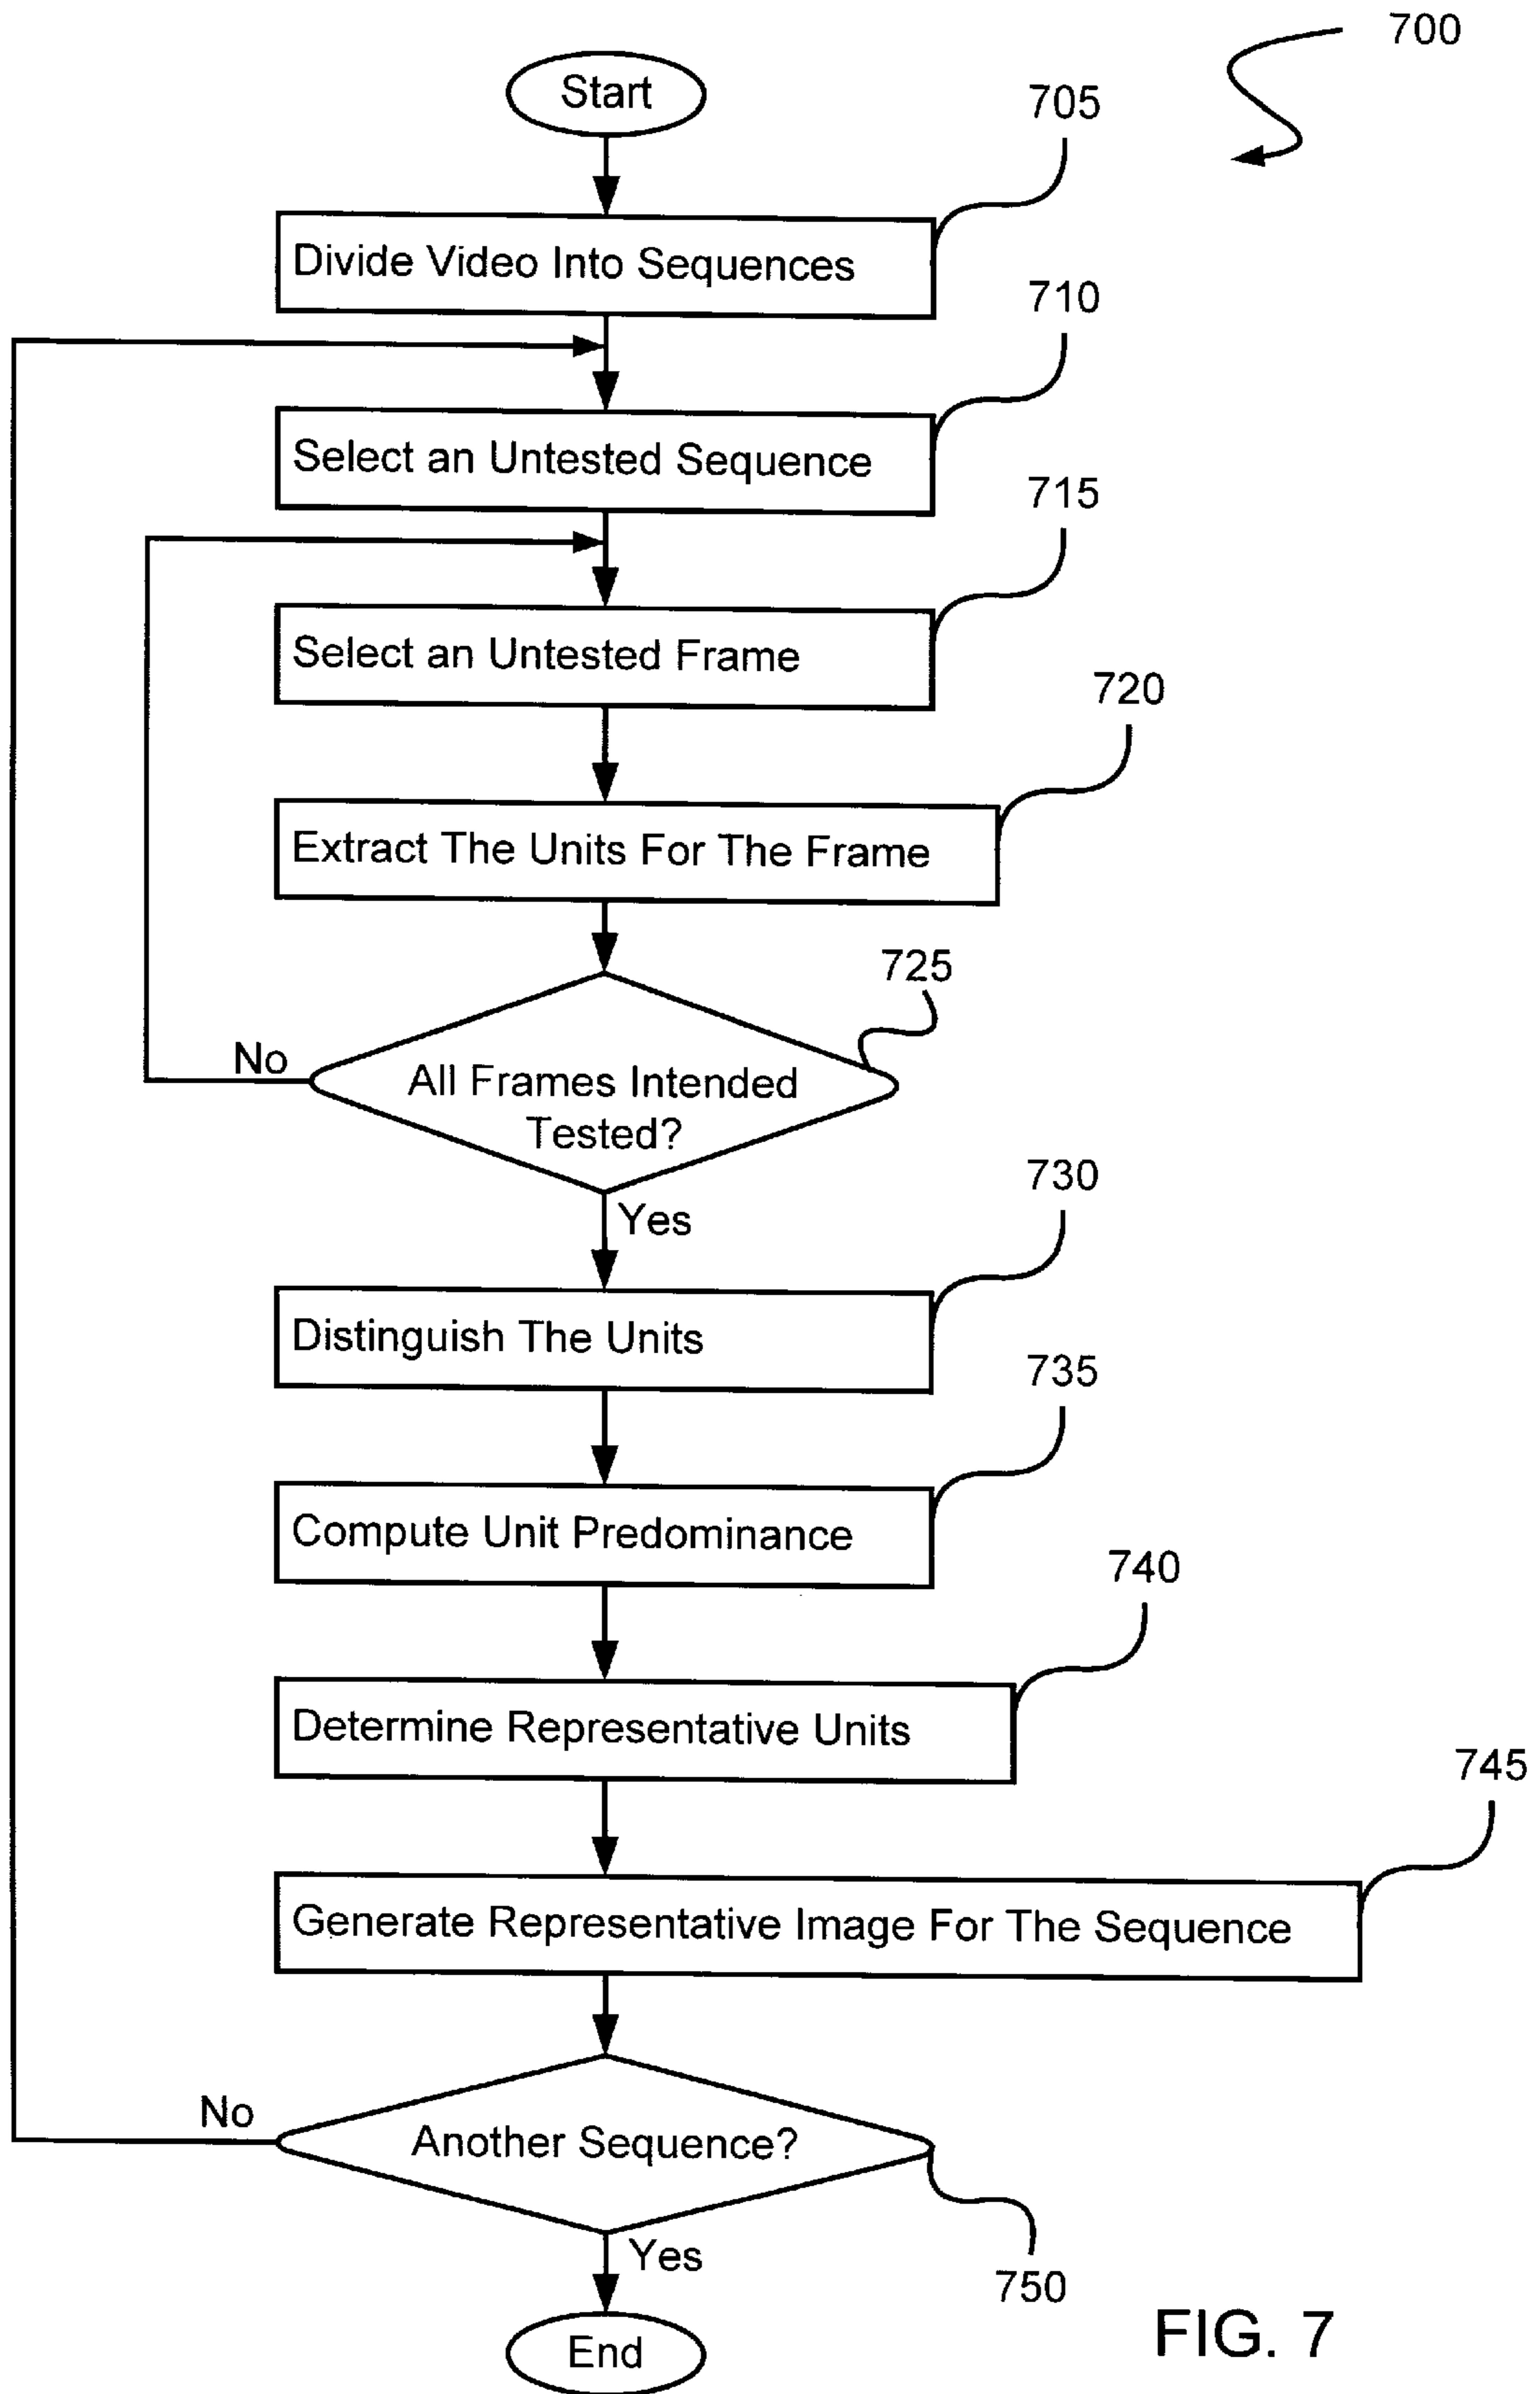 700
Start
705
Divide Video Into Sequences
710
Select an Untested Sequence
715
Select an Untested Frame
720
Extract The Units For The Frame
725
No
All Frames Intended
Tested?
Yes
730
Distinguish The Units
735
Compute Unit Predominance
740
Determine Representative Units
745
Generate Representative Image For The Sequence
No
Another Sequence?
Yes
750
End
FIG. 7